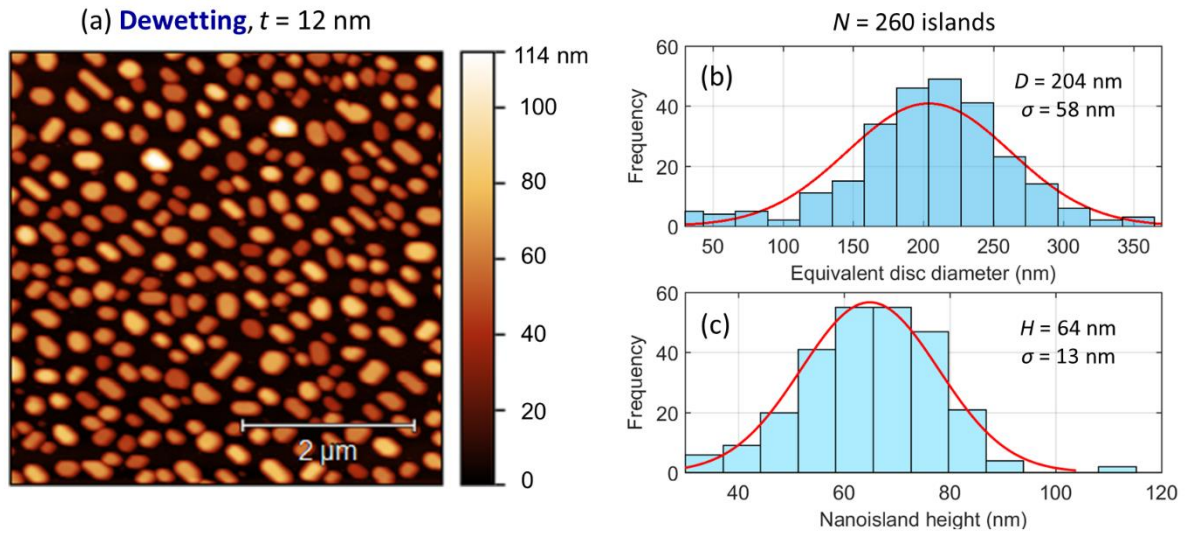 (a) Dewetting, t = 12 nm
114 nm
100
80
60
40
20
0
2 µm
N = 260 islands
(b)
D = 204 nm
σ = 58 nm
Frequency
60
40
20
0
50 100 150 200 250 300 350
Equivalent disc diameter (nm)
(c)
H = 64 nm
σ = 13 nm
Frequency
60
40
20
0
40 60 80 100 120
Nanoisland height (nm)